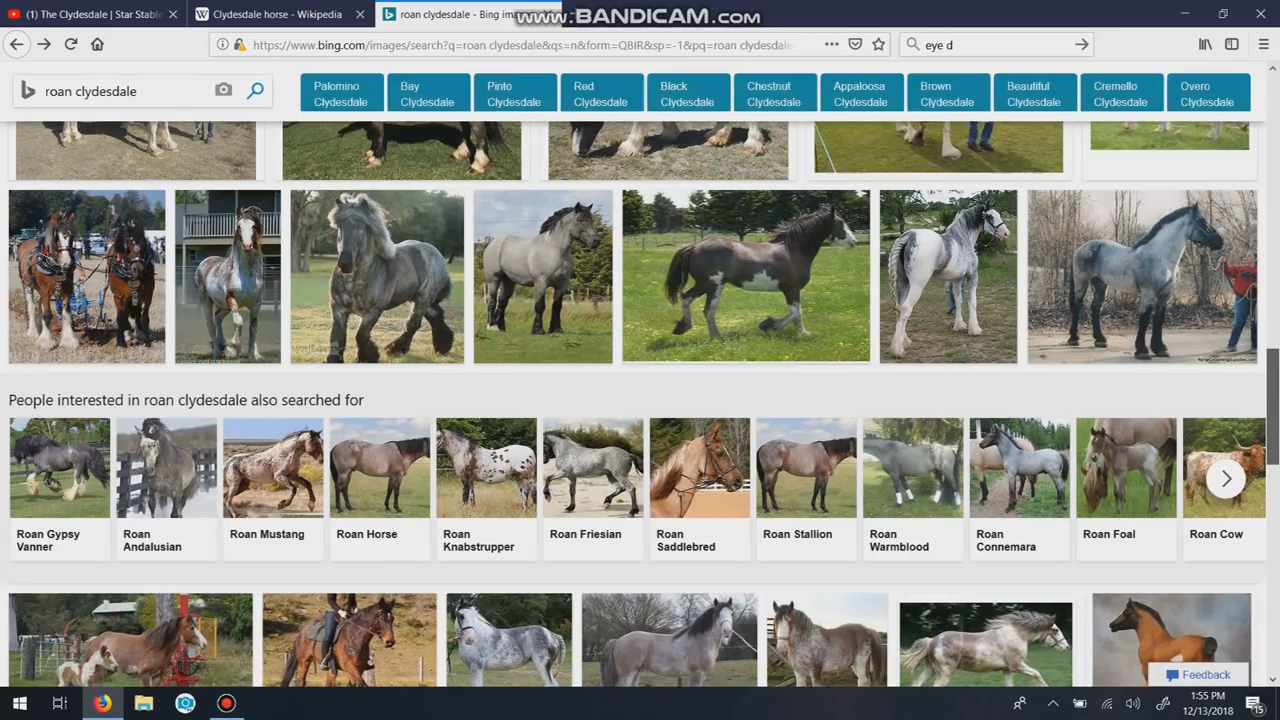 (1) The Clydesdale | Star Stable
Clydesdale horse - Wikipedia
roan clydesdale - Bing
www.BANDICAM.com
https://www.bing.com/images/search?q=roan clydesdale&qs=n&form=QBIR&sp=-1&pq=roan clydesdale
eye d
roan clydesdale
Palomino
Clydesdale
Bay
Clydesdale
Pinto
Clydesdale
Red
Clydesdale
Black
Clydesdale
Chestnut
Clydesdale
Appaloosa
Clydesdale
Brown
Clydesdale
Beautiful
Clydesdale
Cremello
Clydesdale
Overo
Clydesdale
People interested in roan clydesdale also searched for
Roan Gypsy
Vanner
Roan
Andalusian
Roan Mustang
Roan Horse
Roan
Knabstrupper
Roan Friesian
Roan
Saddlebred
Roan Stallion
Roan
Warmblood
Roan
Connemara
Roan Foal
Roan Cow
Feedback
1:55 PM
12/13/2018
15